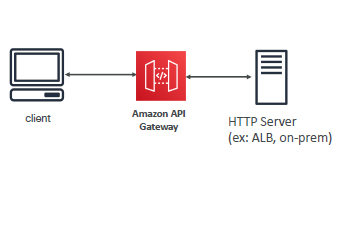 client
Amazon API
Gateway
HTTP Server
(ex: ALB, on-prem)